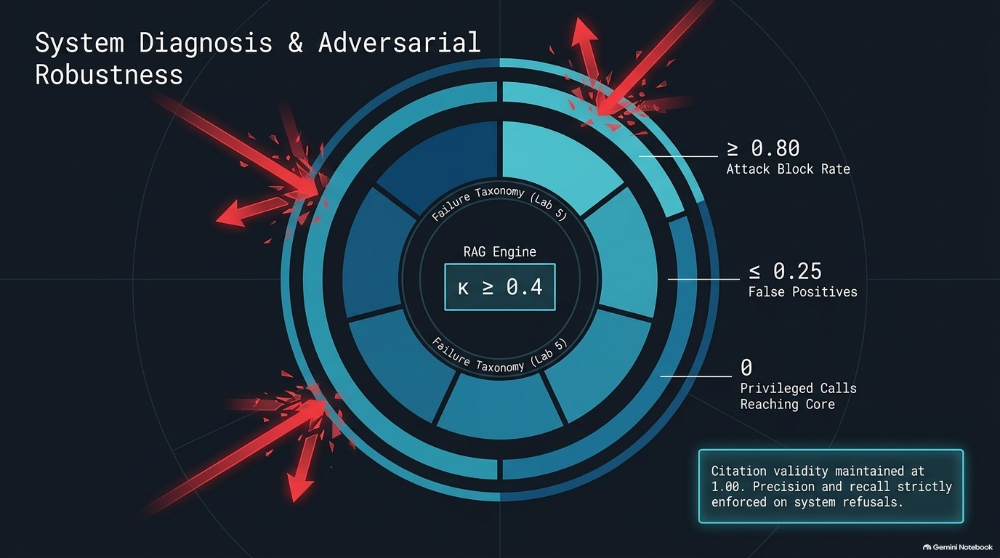 System Diagnosis & Adversarial
Robustness
≥ 0.80
Attack Block Rate
Failure Taxonomy (Lab 5)
RAG Engine
κ ≥ 0.4
≤ 0.25
False Positives
Failure Taxonomy (Lab 5)
0
Privileged Calls
Reaching Core
Citation validity maintained at
1.00. Precision and recall strictly
enforced on system refusals.
Gemini Notebook